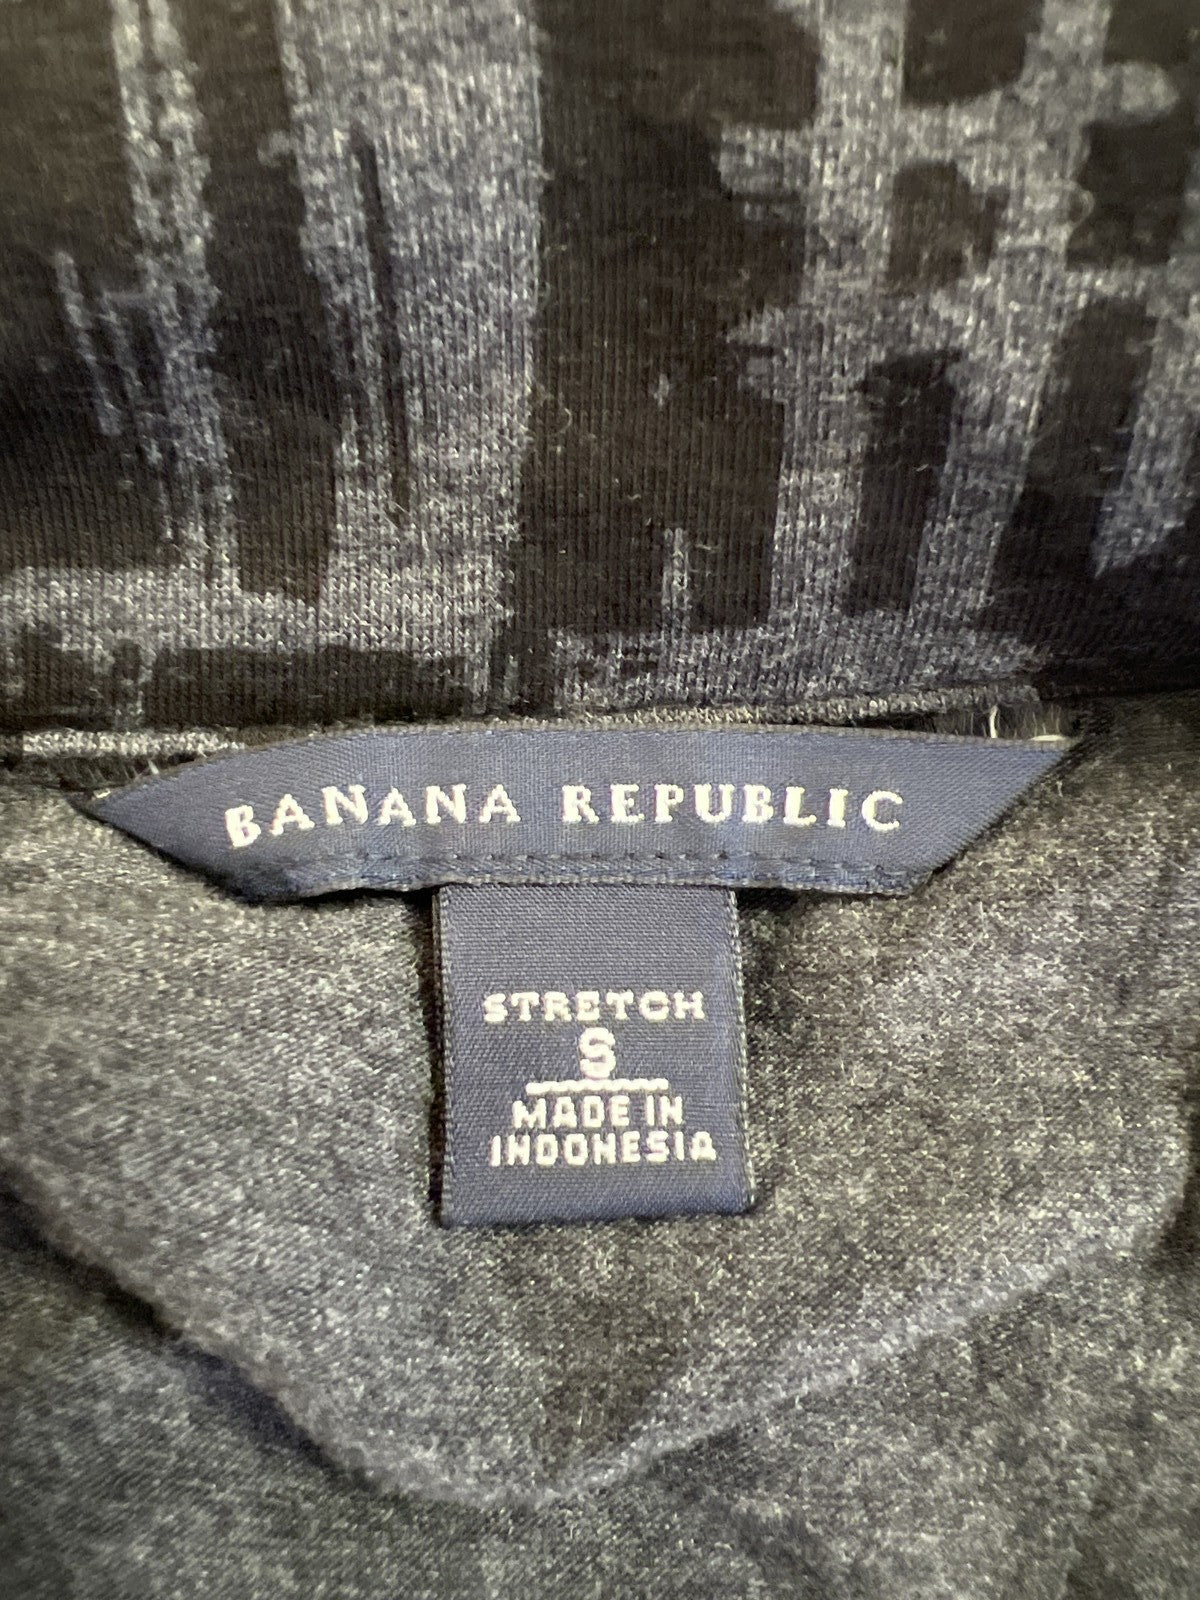 BANANA REPUBLIC
STRETCH
S
MADE IN
INDONESIA